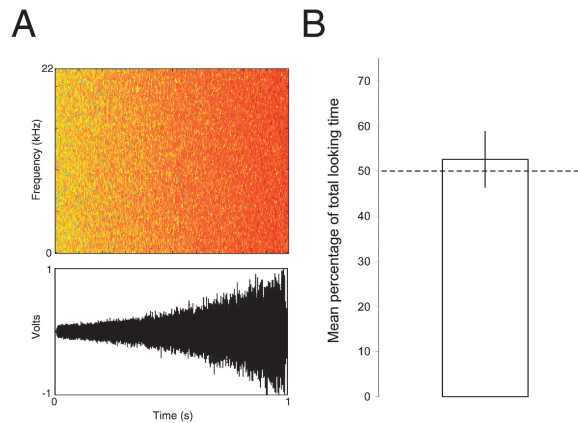 A
22
Frequency (kHz)
0
1
Volts
-1
0
1
Time (s)
B
Mean percentage of total looking time
70
60
50
40
30
20
10
0